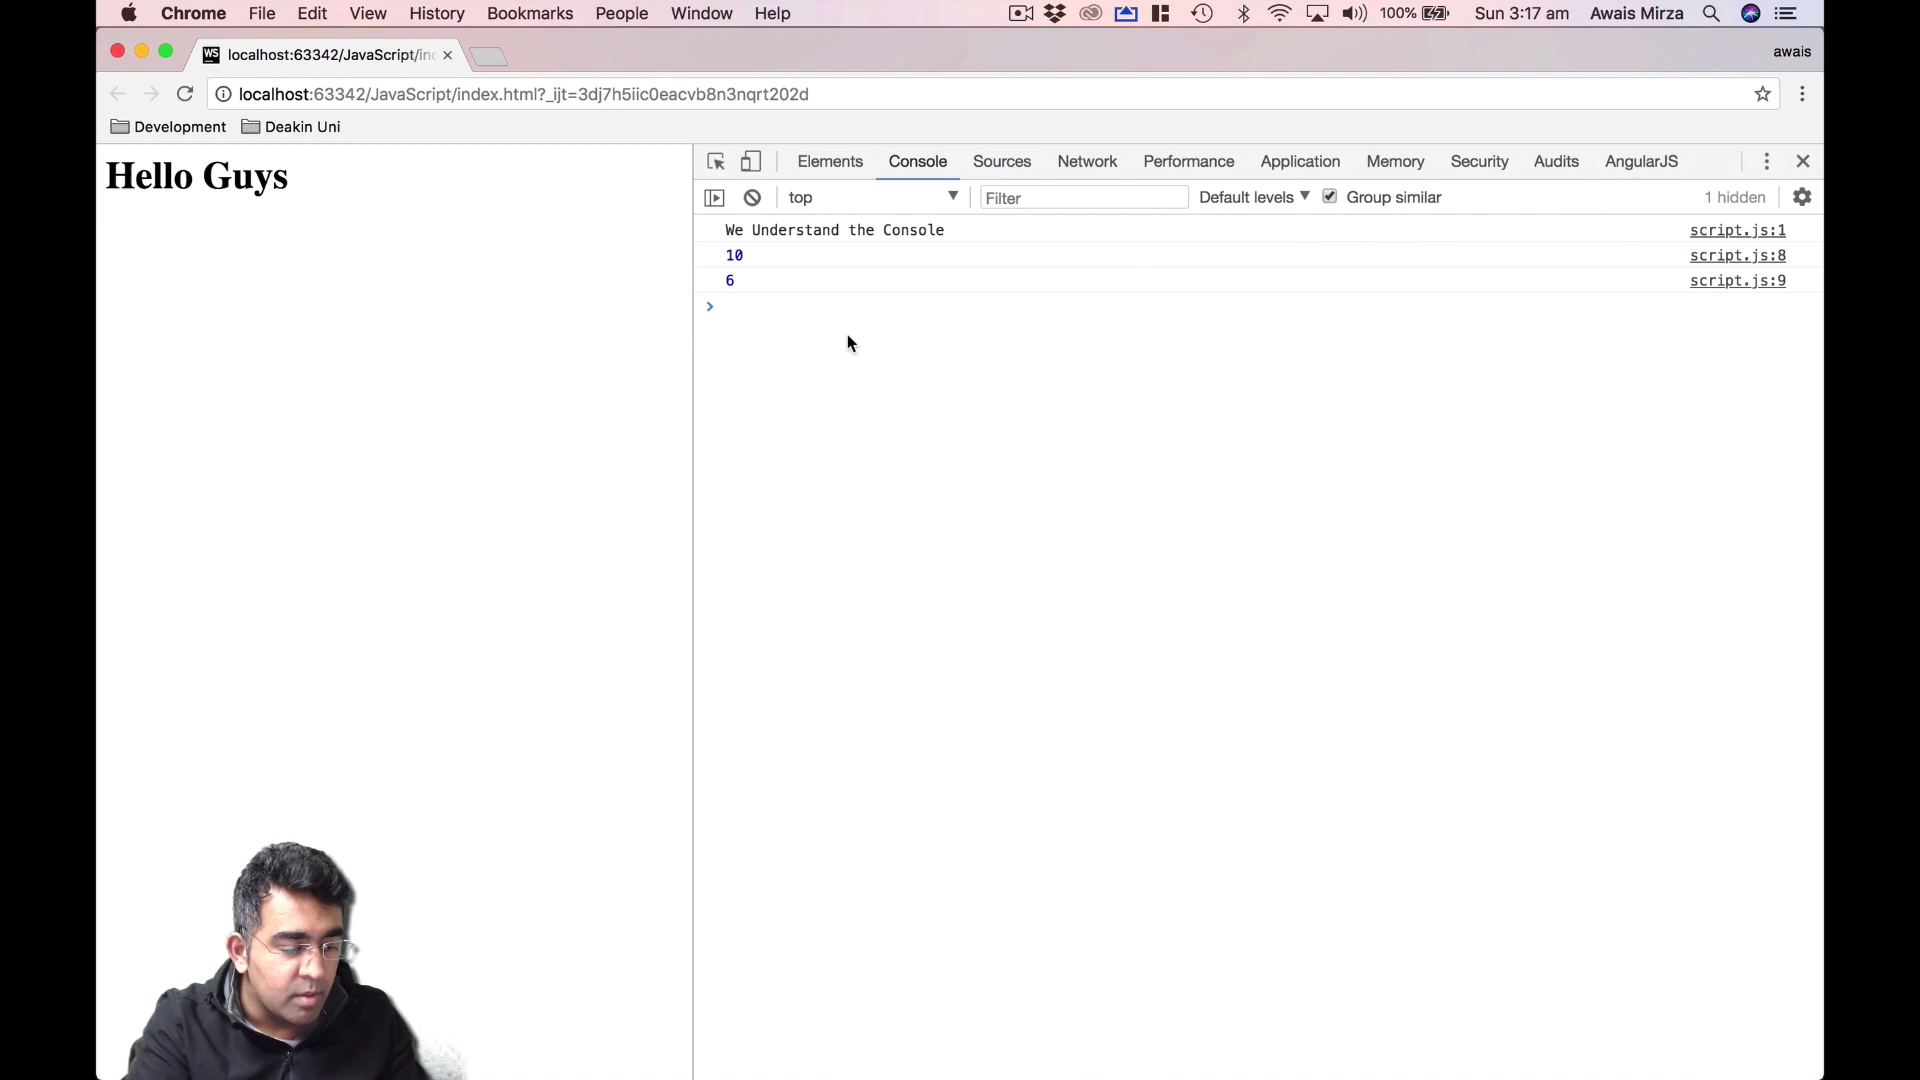 Chrome File Edit View History Bookmarks People Window Help 100% Sun 3:17 am Awais Mirza
WS localhost:63342/JavaScript/in awais
localhost:63342/JavaScript/index.html?_ijt=3dj7h5iic0eacvb8n3nqrt202d
Development Deakin Uni
Hello Guys
Elements Console Sources Network Performance Application Memory Security Audits AngularJS
top Filter Default levels Group similar 1 hidden
We Understand the Console script.js:1
10 script.js:8
6 script.js:9